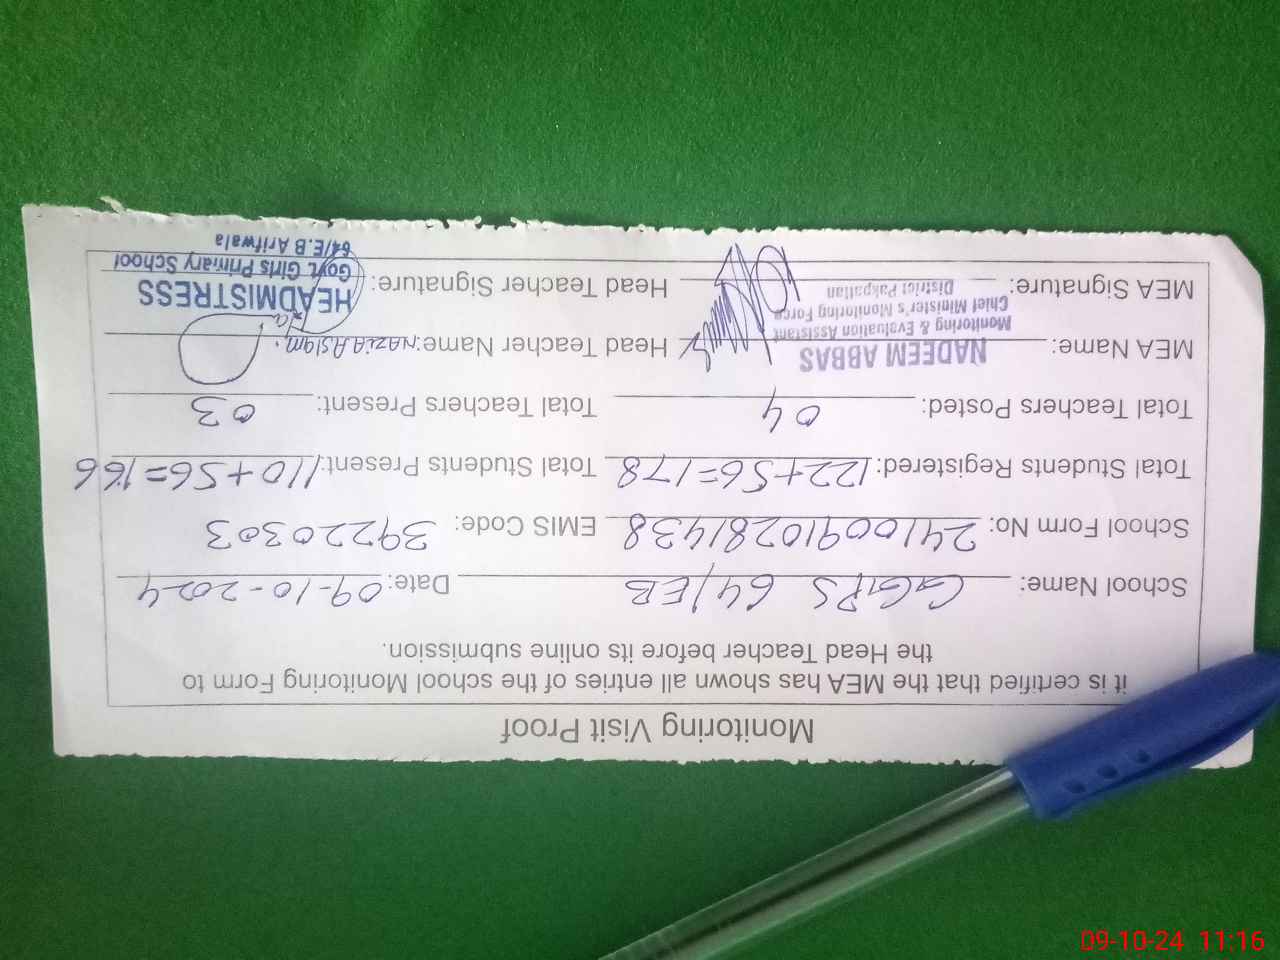 Monitoring Visit Proof
it is certified that the MEA has shown all entries of the school Monitoring Form to
the Head Teacher before its online submission.
School Name: GGPS 64/EB Date: 09-10-2024
School Form No: 24100910281438 EMIS Code: 39220303
Total Students Registered: 122+56=178 Total Students Present: 110+56=166
Total Teachers Posted: 04 Total Teachers Present: 03
MEA Name: NADEEM ABBAS Head Teacher Name: NAZIA Aslam.
Monitoring & Evaluation Assistant
Chief Minister's Monitoring Force
District Pakpattan
MEA Signature: Head Teacher Signature:
HEADMISTRESS
Govt. Girls Primary School
64/E.B Arifwala
09-10-24 11:16